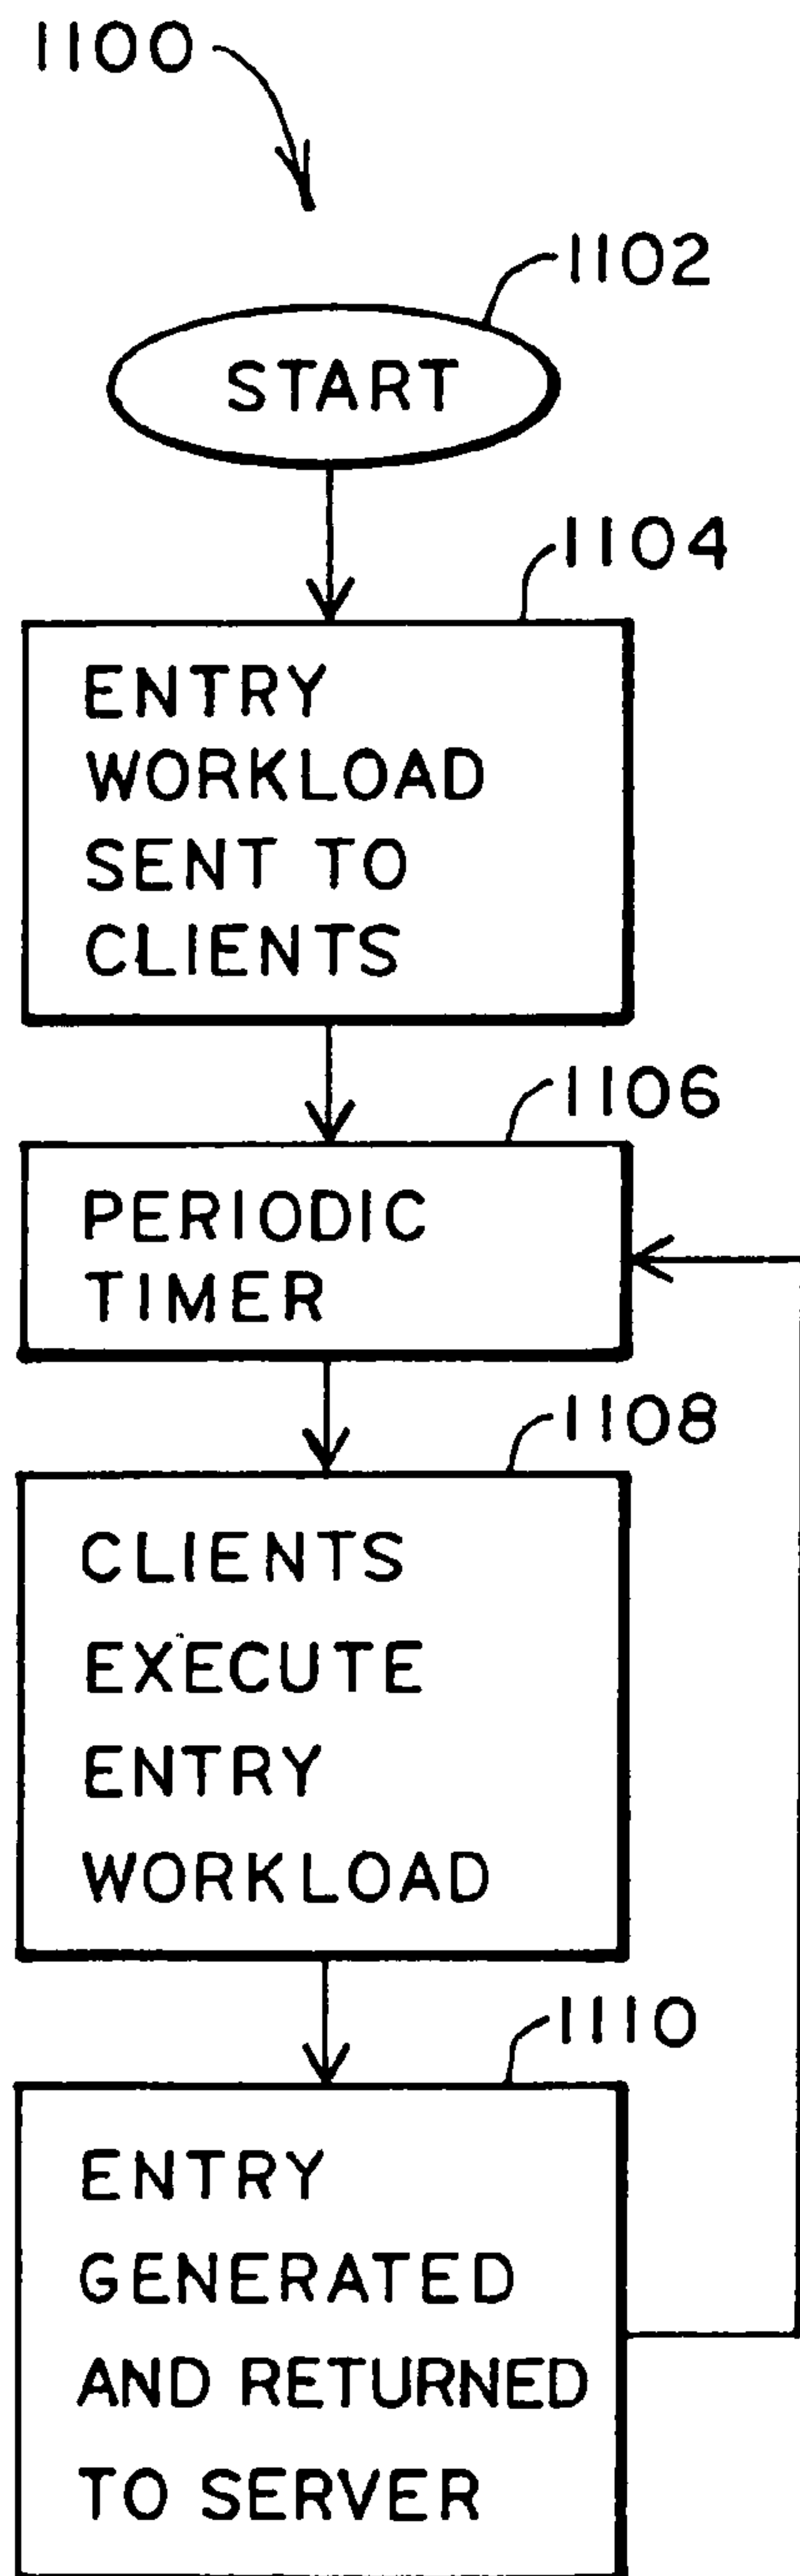 1100
1102
START
1104
ENTRY
WORKLOAD
SENT TO
CLIENTS
1106
PERIODIC
TIMER
1108
CLIENTS
EXECUTE
ENTRY
WORKLOAD
1110
ENTRY
GENERATED
AND RETURNED
TO SERVER